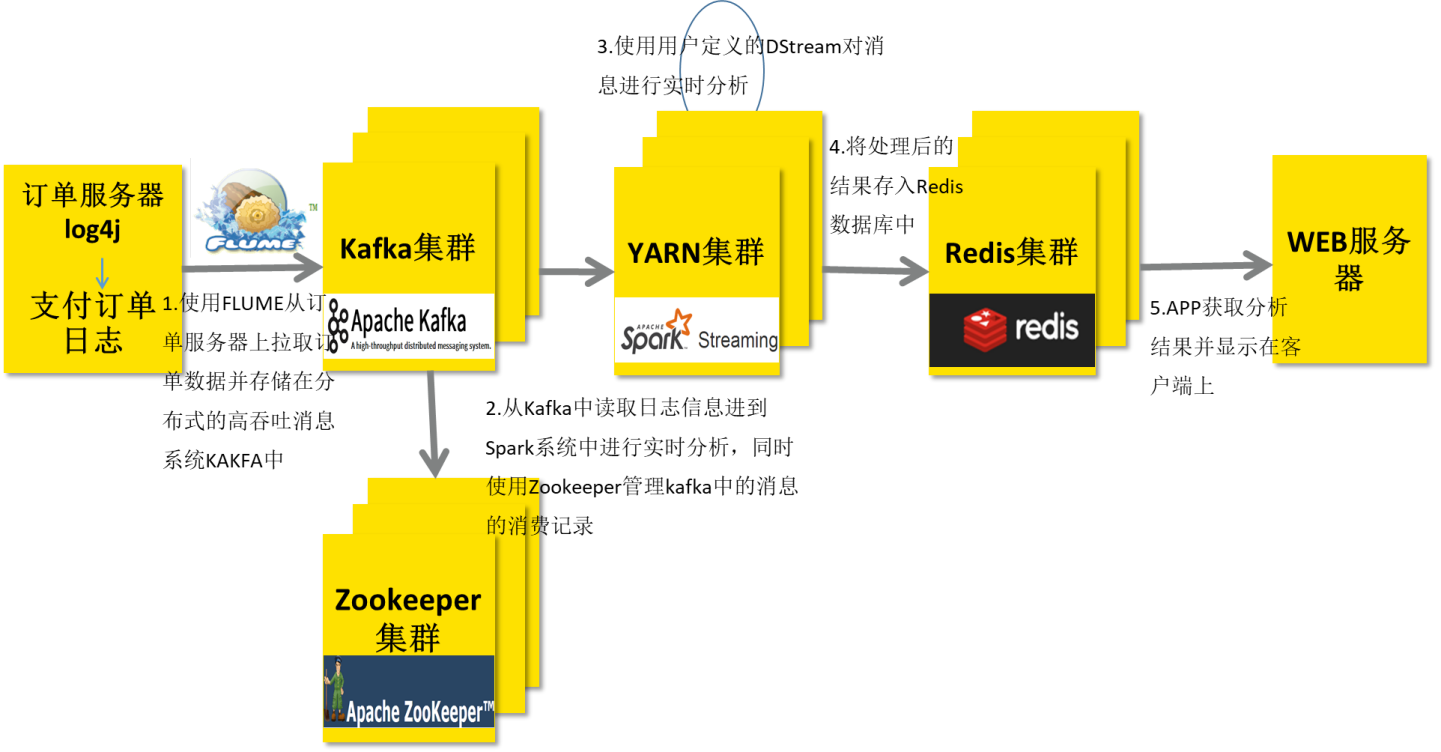 3.使用用户定义的DStream对消
息进行实时分析
订单服务器
log4j
支付订单
日志
FLUME
TM
1.使用FLUME从订
单服务器上拉取订
单数据并存储在分
布式的高吞吐消息
系统KAKFA中
Kafka集群
Apache Kafka
A high-throughput distributed messaging system.
2.从Kafka中读取日志信息进到
Spark系统中进行实时分析，同时
使用Zookeeper管理kafka中的消息
的消费记录
Zookeeper
集群
Apache ZooKeeper™
YARN集群
APACHE
Spark Streaming
4.将处理后的
结果存入Redis
数据库中
Redis集群
redis
5.APP获取分析
结果并显示在客
户端上
WEB服务
器